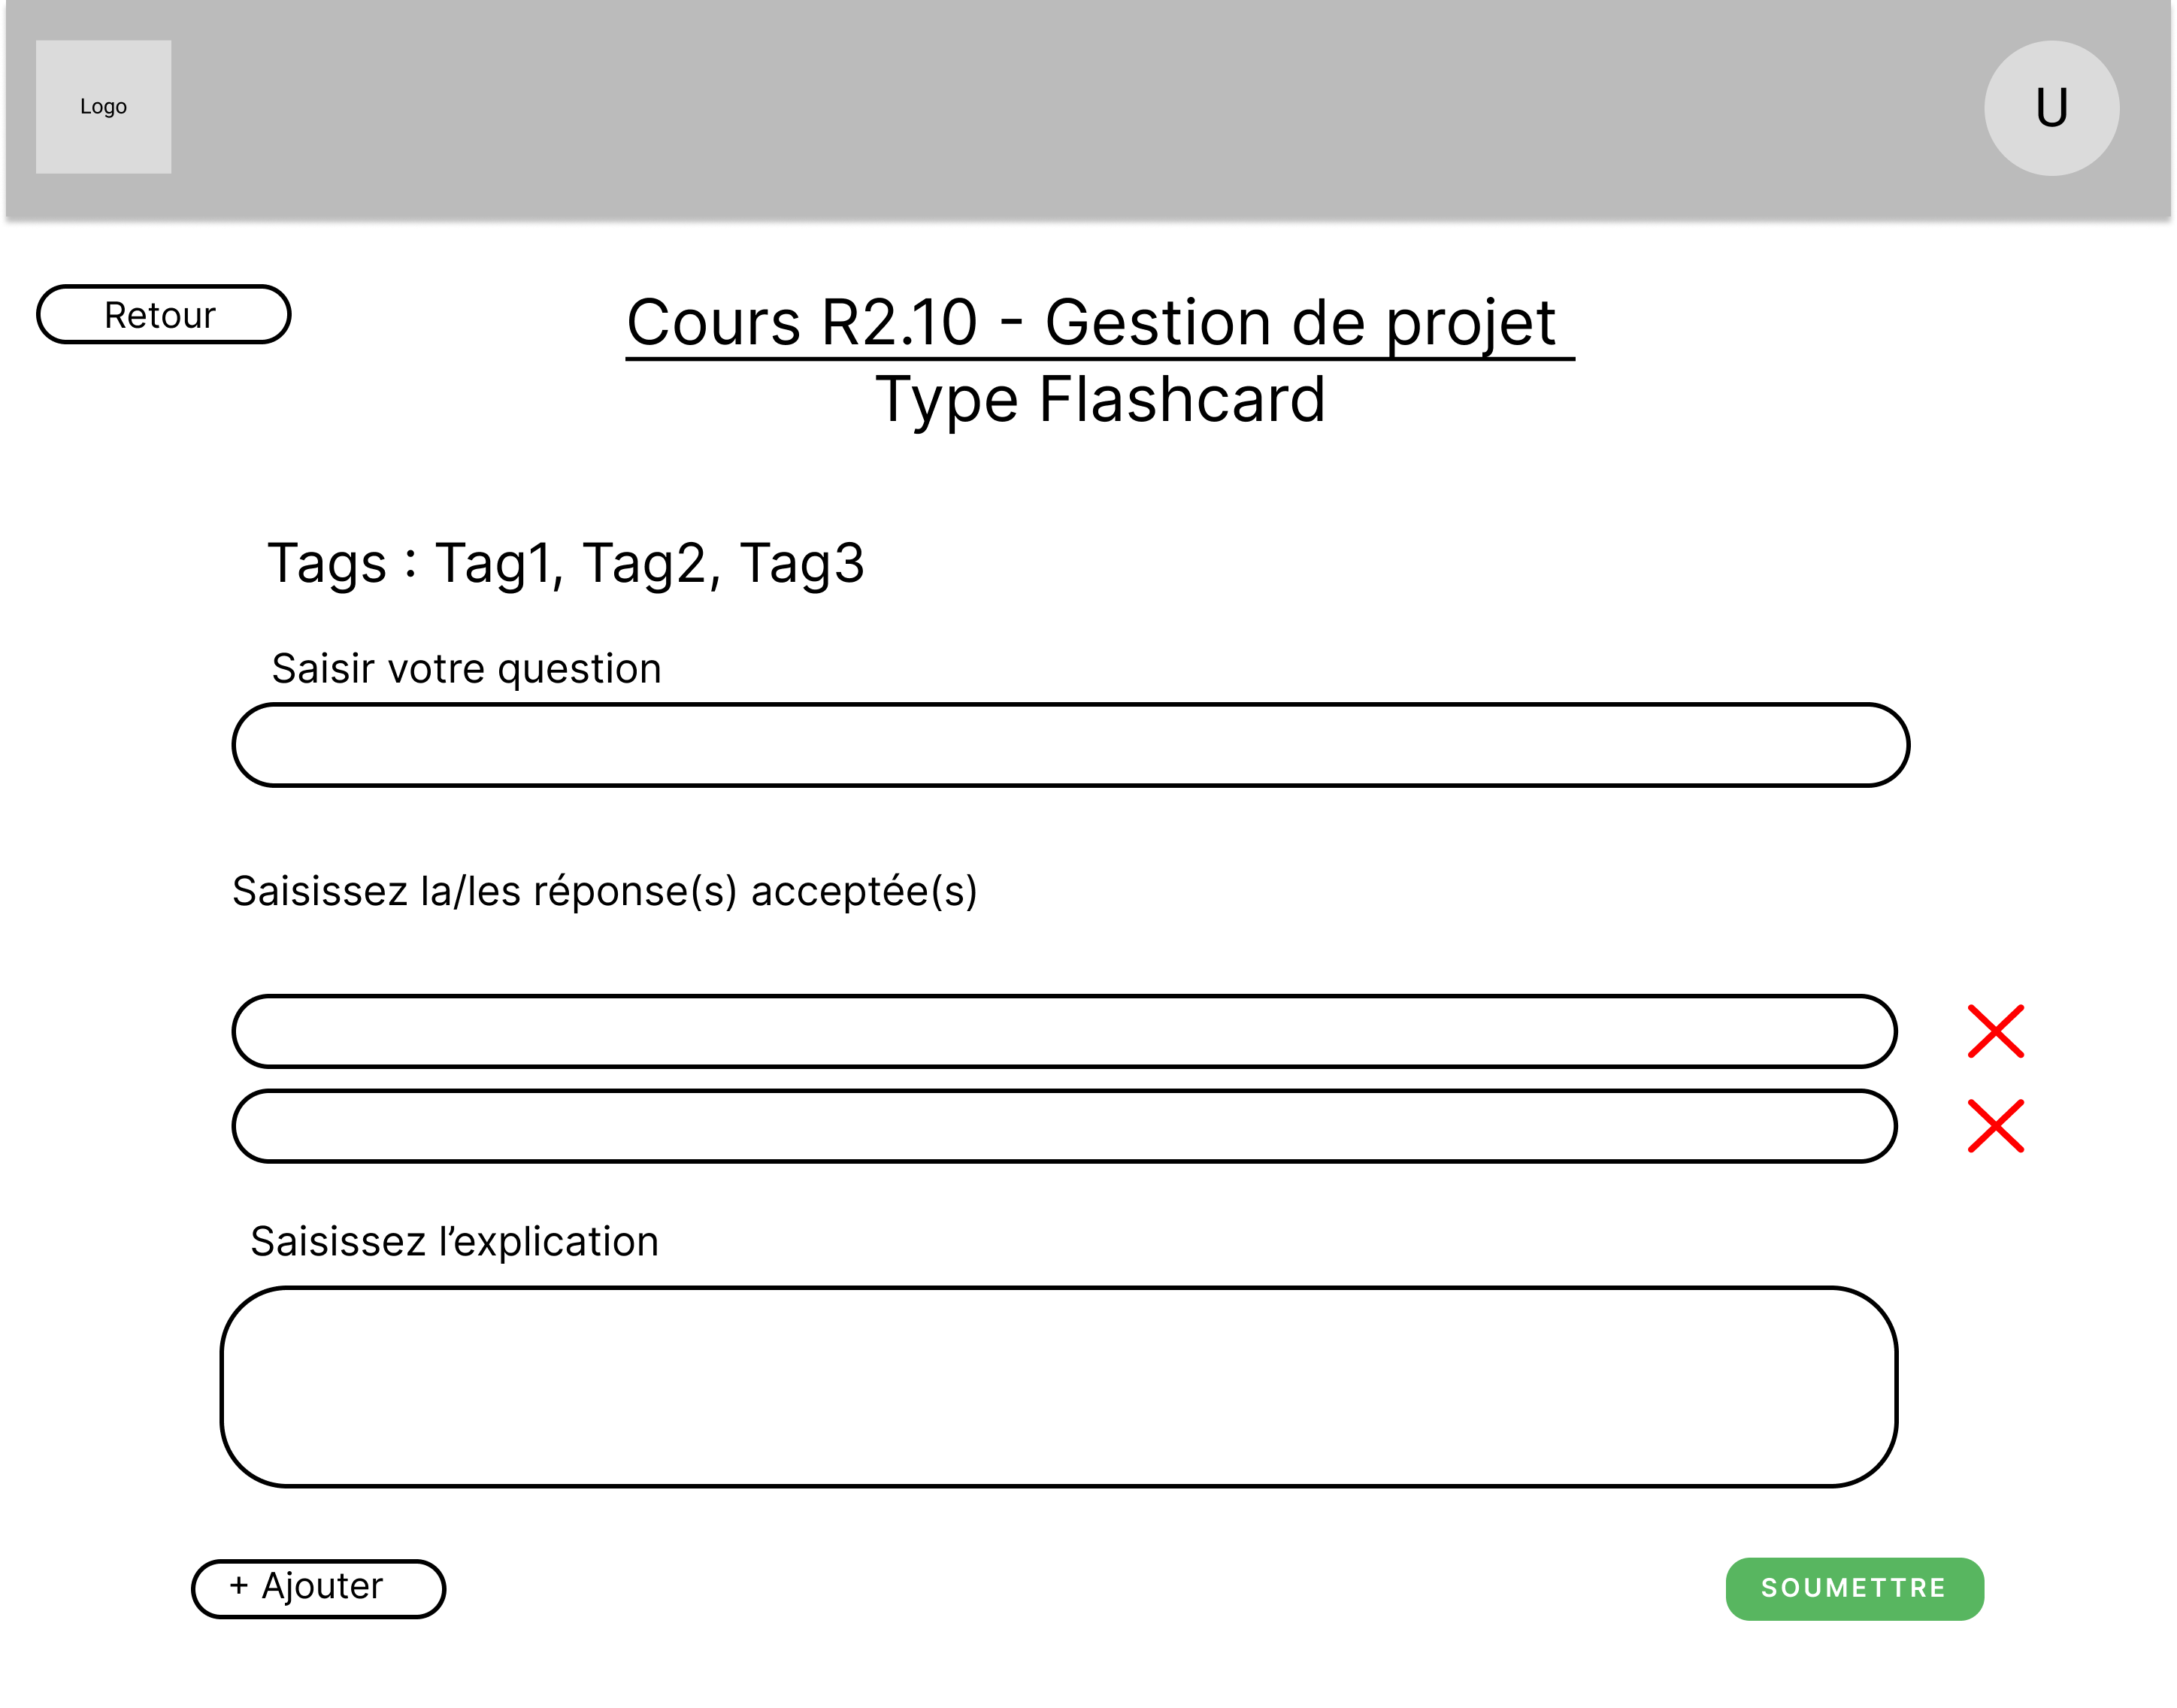 Logo
U
Retour
Cours R2.10 - Gestion de projet
Type Flashcard
Tags : Tag1, Tag2, Tag3
Saisir votre question
Saisissez la/les réponse(s) acceptée(s)
Saisissez l’explication
+ Ajouter
SOUMETTRE